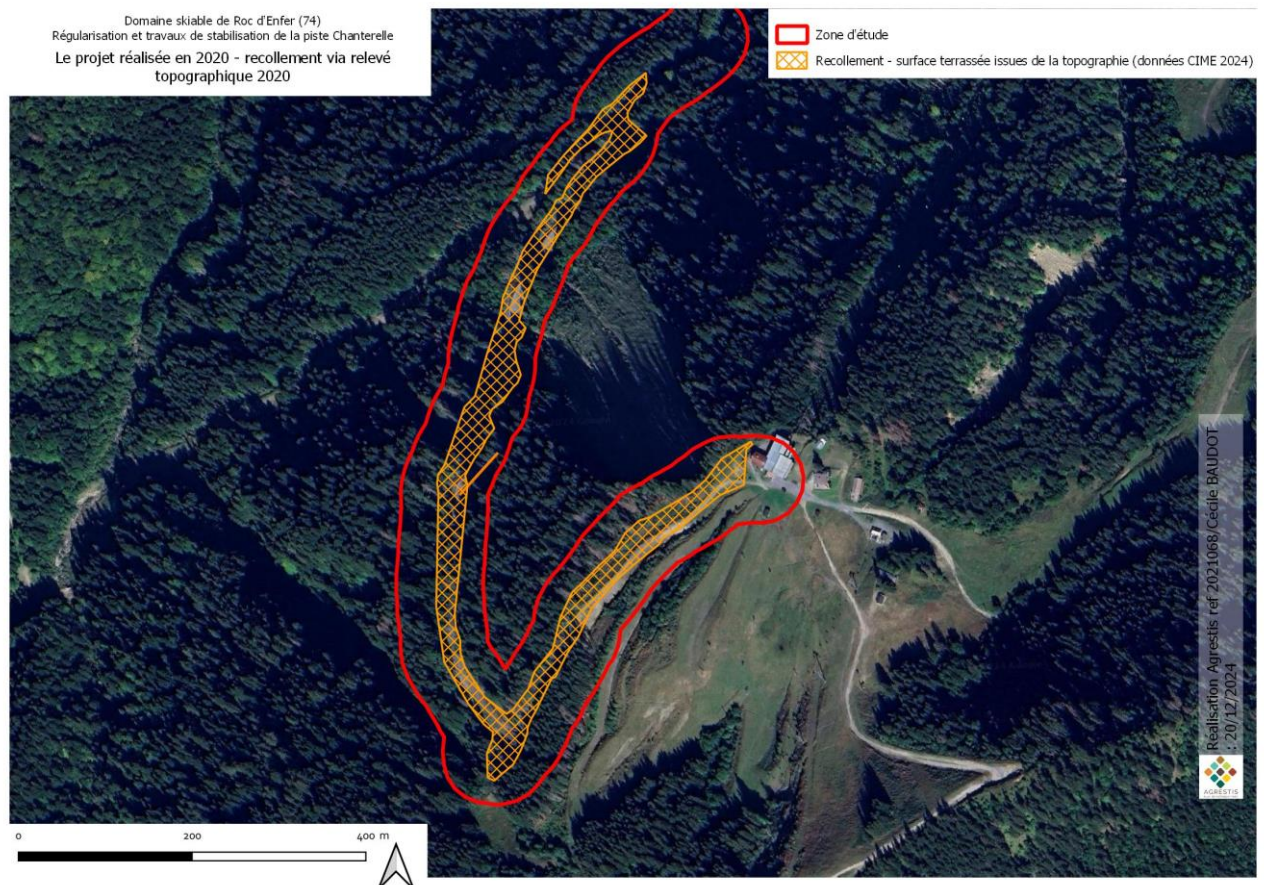 Domaine skiable de Roc d'Enfer (74)
Régularisation et travaux de stabilisation de la piste Chanterelle
Le projet réalisée en 2020 - recollement via relevé
topographique 2020
Zone d'étude
Recollement - surface terrassée issues de la topographie (données CIME 2024)
Réalisation Agrestis ref 2021068/Cécile BAUDOT
: 20/12/2024
AGRESTIS
0 200 400 m